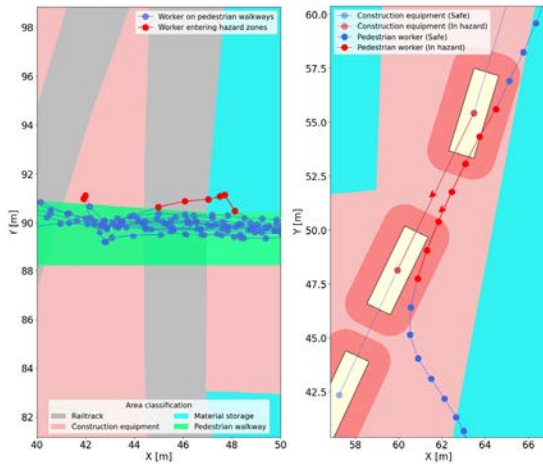 Worker on pedestrian walkways
Worker entering hazard zones
98
96
94
92
90
88
86
84
82
Y [m]
Area classification
Railtrack
Construction equipment
Material storage
Pedestrian walkway
40
42
44
46
48
50
X [m]
Construction equipment (Safe)
Construction equipment (In hazard)
Pedestrian worker (Safe)
Pedestrian worker (In hazard)
60.0
57.5
55.0
52.5
50.0
47.5
45.0
42.5
Y [m]
58
60
62
64
66
X [m]